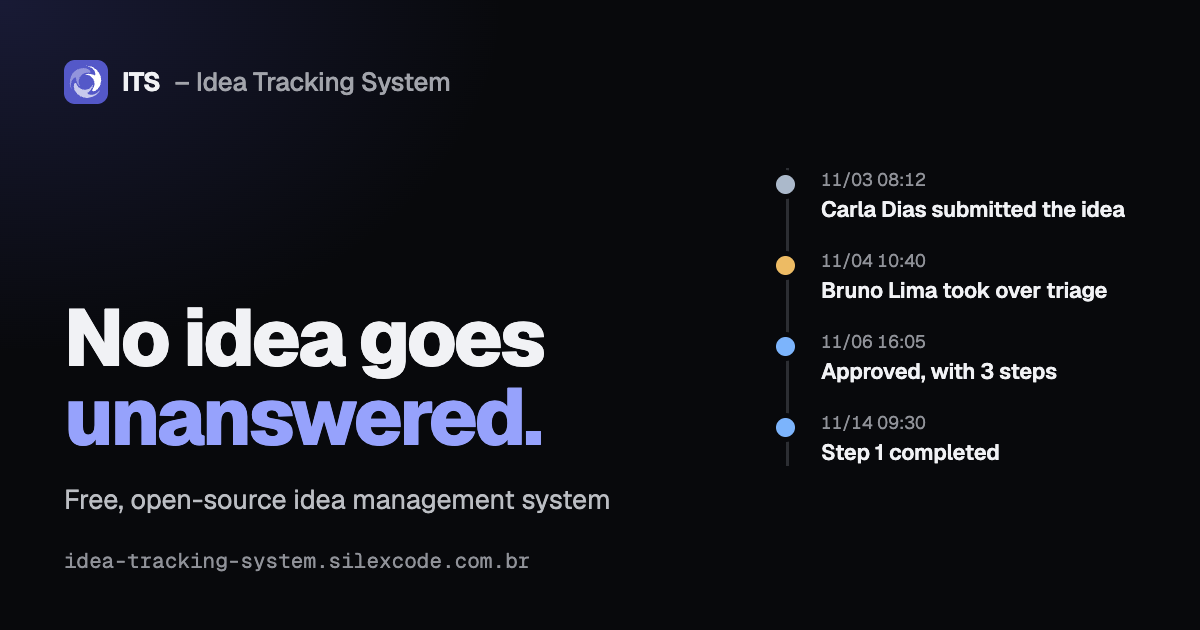 ITS – Idea Tracking System
No idea goes
unanswered.
Free, open-source idea management system
idea-tracking-system.silexcode.com.br
11/03 08:12
Carla Dias submitted the idea
11/04 10:40
Bruno Lima took over triage
11/06 16:05
Approved, with 3 steps
11/14 09:30
Step 1 completed